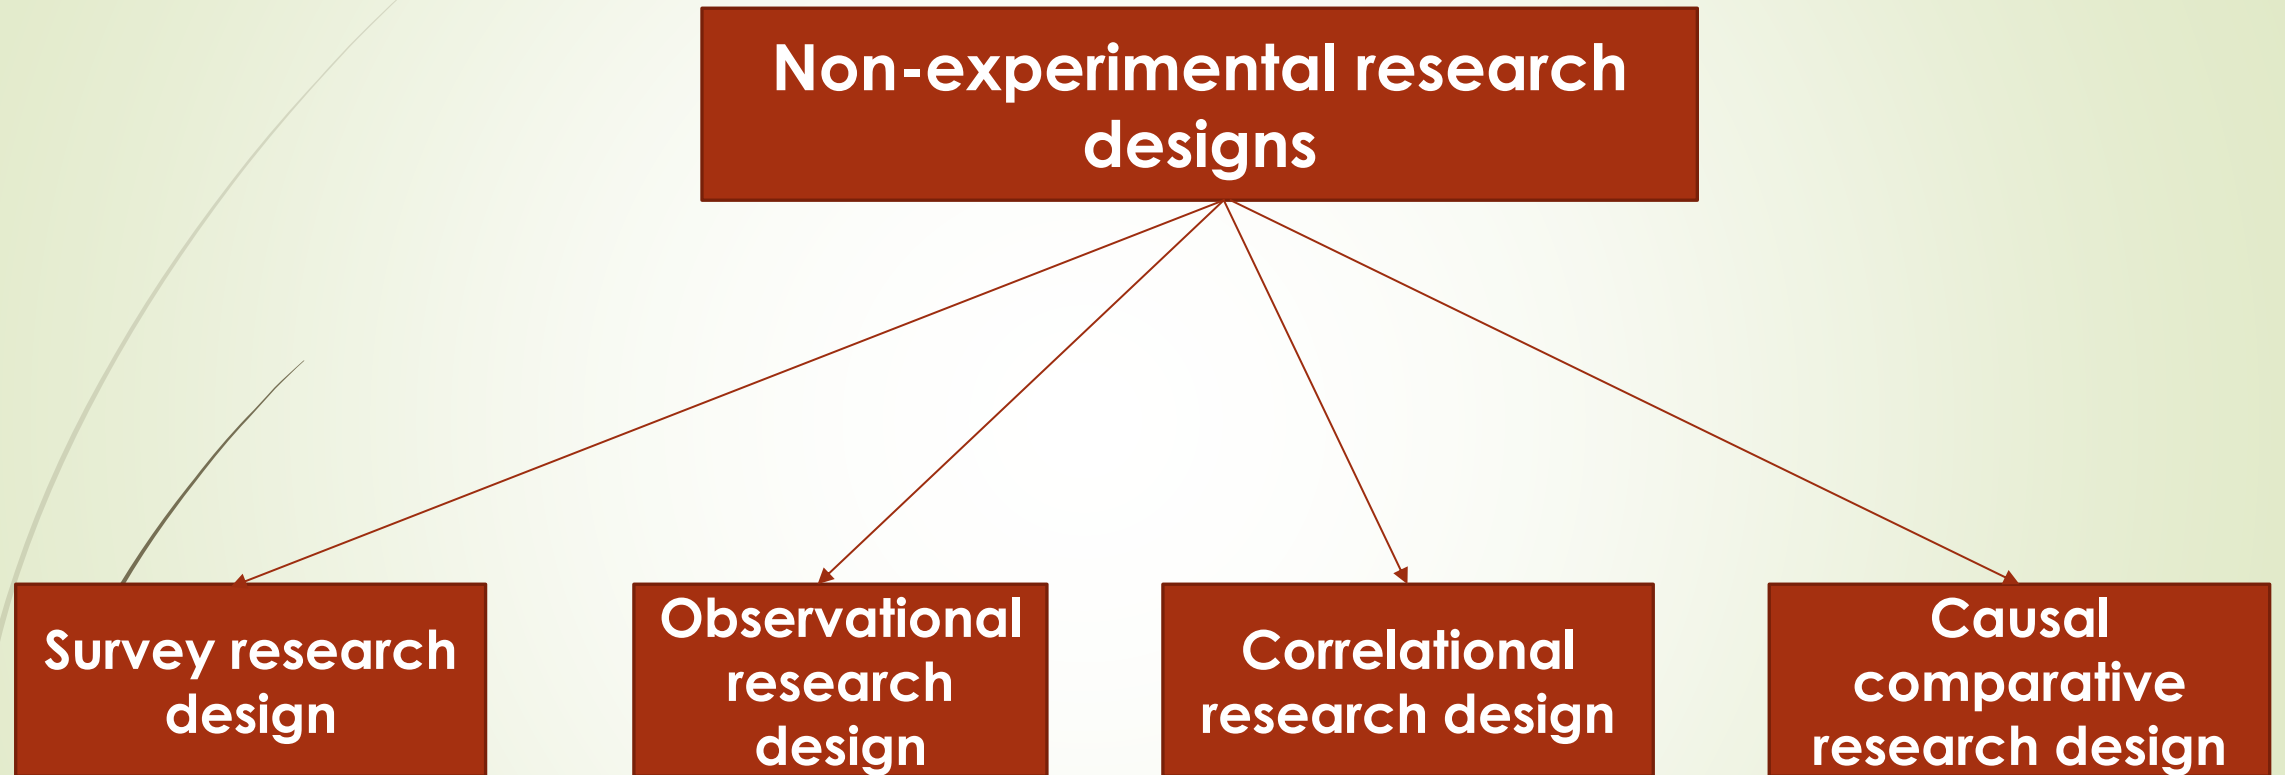 Non-experimental research
designs
Survey research
design
Observational
research
design
Correlational
research design
Causal
comparative
research design